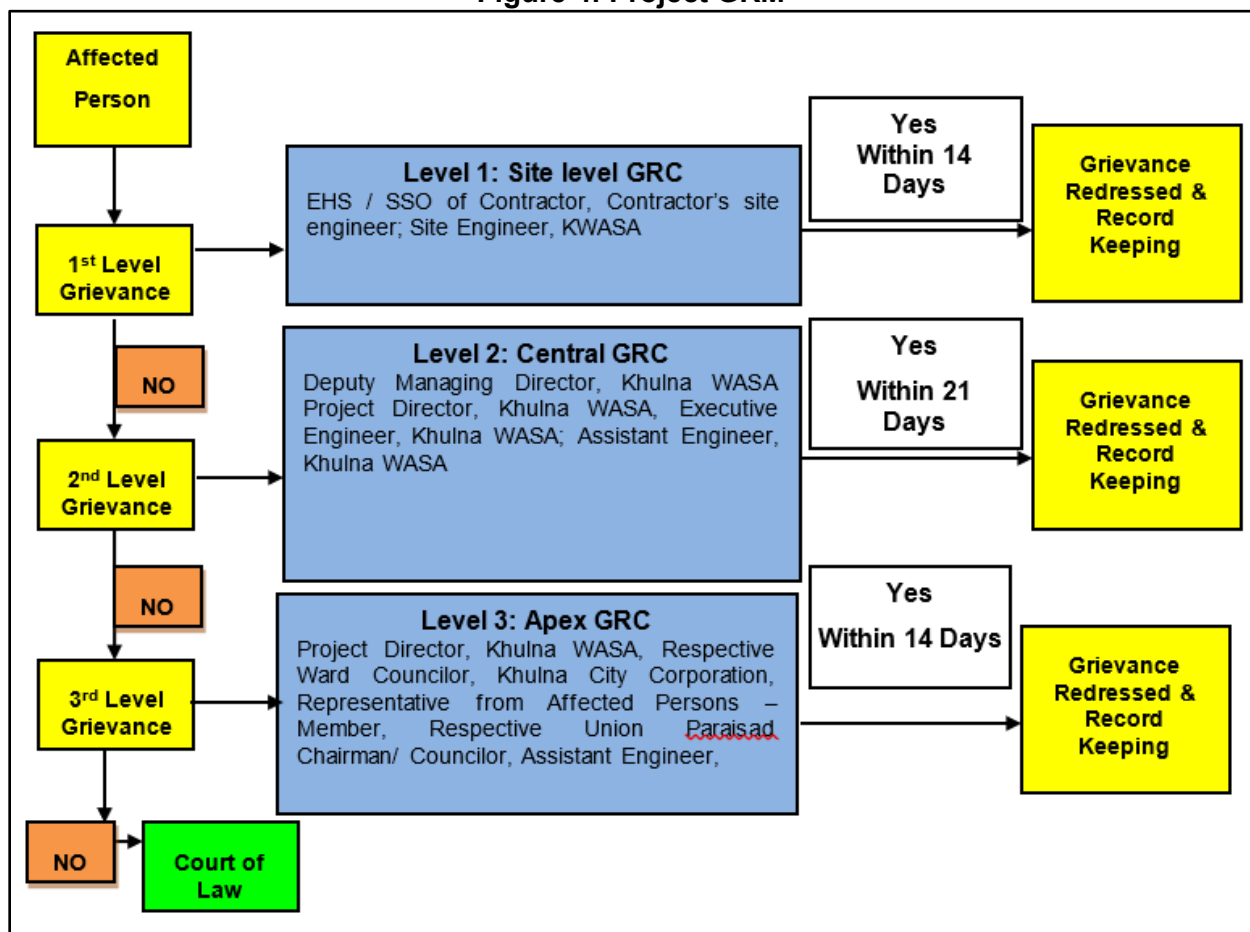 Affected
Person
1st Level
Grievance
Level 1: Site level GRC
EHS / SSO of Contractor, Contractor's site
engineer; Site Engineer, KWASA
Yes
Within 14
Days
Grievance
Redressed &
Record
Keeping
NO
2nd Level
Grievance
Level 2: Central GRC
Deputy Managing Director, Khulna WASA
Project Director, Khulna WASA, Executive
Engineer, Khulna WASA; Assistant Engineer,
Khulna WASA
Yes
Within 21
Days
Grievance
Redressed &
Record
Keeping
NO
3rd Level
Grievance
Level 3: Apex GRC
Project Director, Khulna WASA, Respective
Ward Councilor, Khulna City Corporation,
Representative from Affected Persons –
Member, Respective Union Paraisad
Chairman/ Councilor, Assistant Engineer,
Yes
Within 14 Days
Grievance
Redressed &
Record
Keeping
NO
Court of
Law